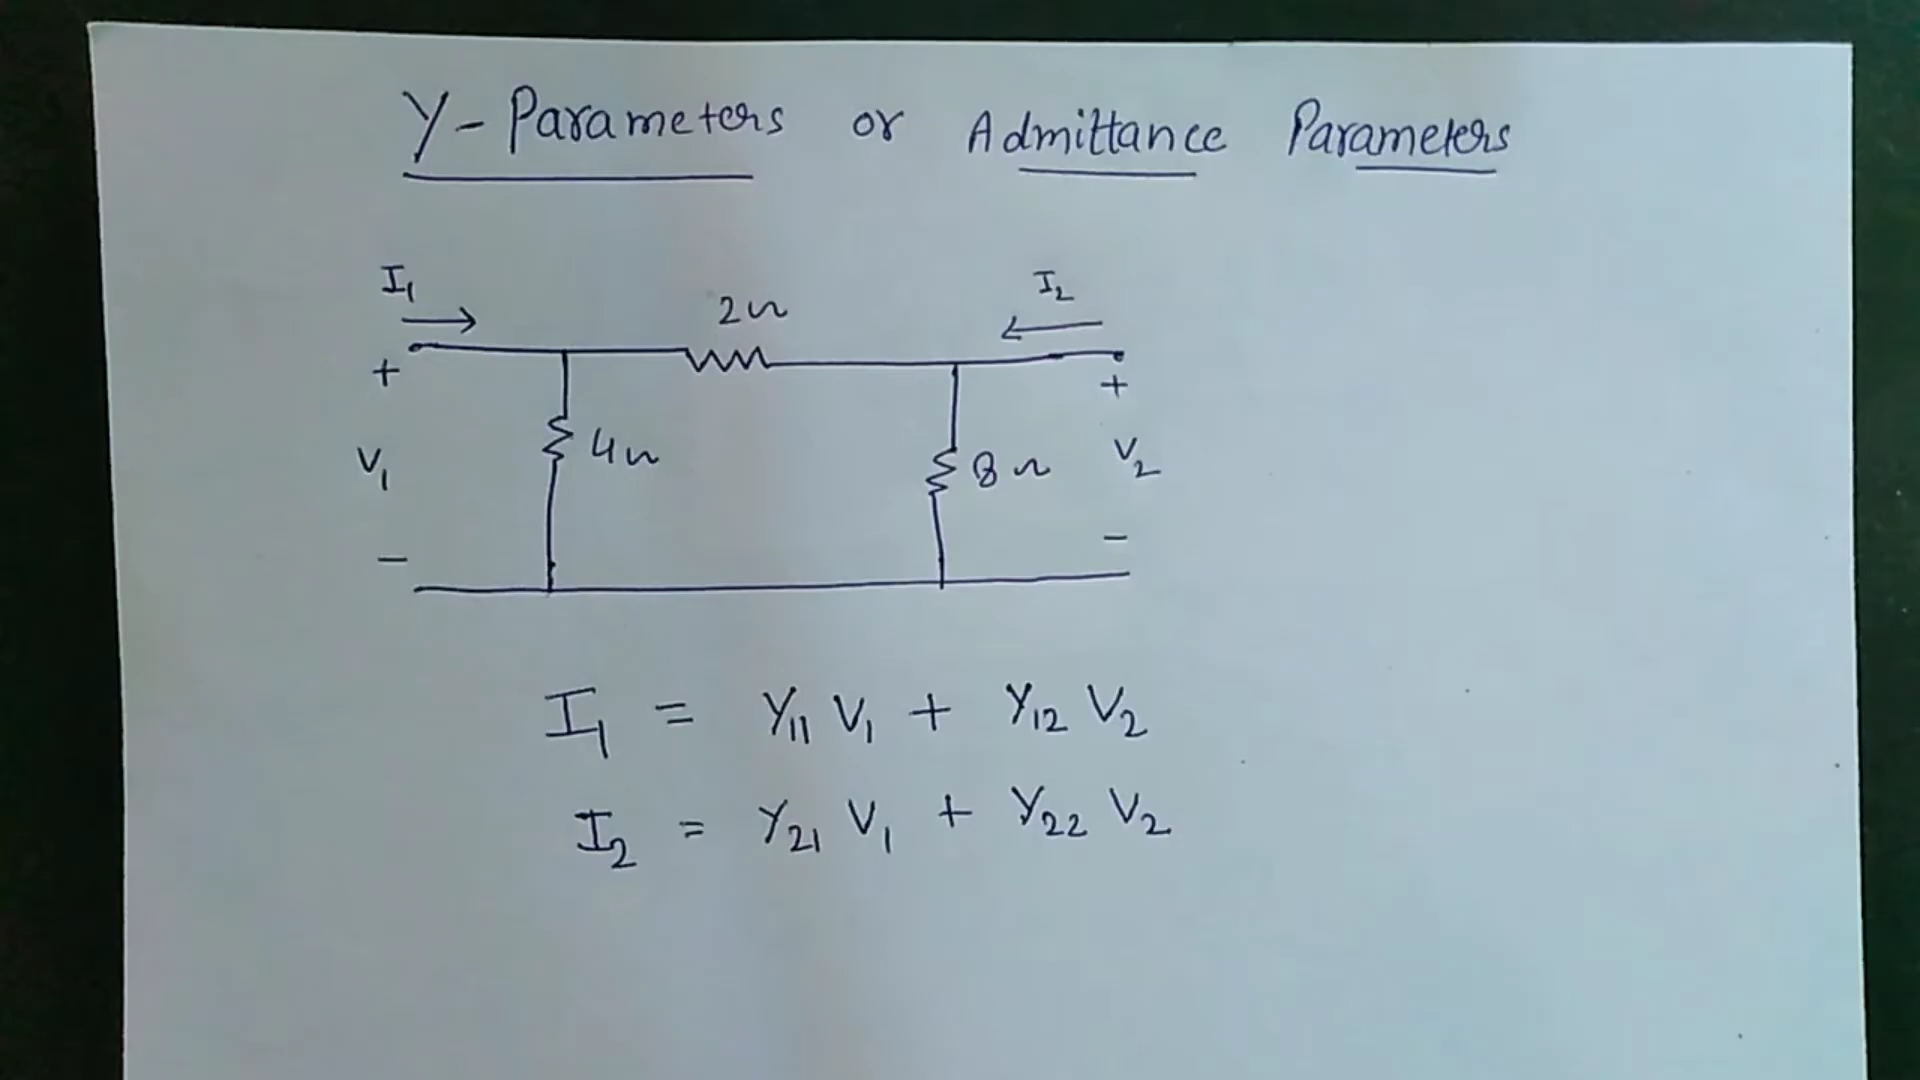 Y-Parameters or Admittance Parameters
I₁
I₂
2Ω
+
+
V₁
4Ω
8Ω
V₂
−
−
I₁ = Y₁₁ V₁ + Y₁₂ V₂
I₂ = Y₂₁ V₁ + Y₂₂ V₂